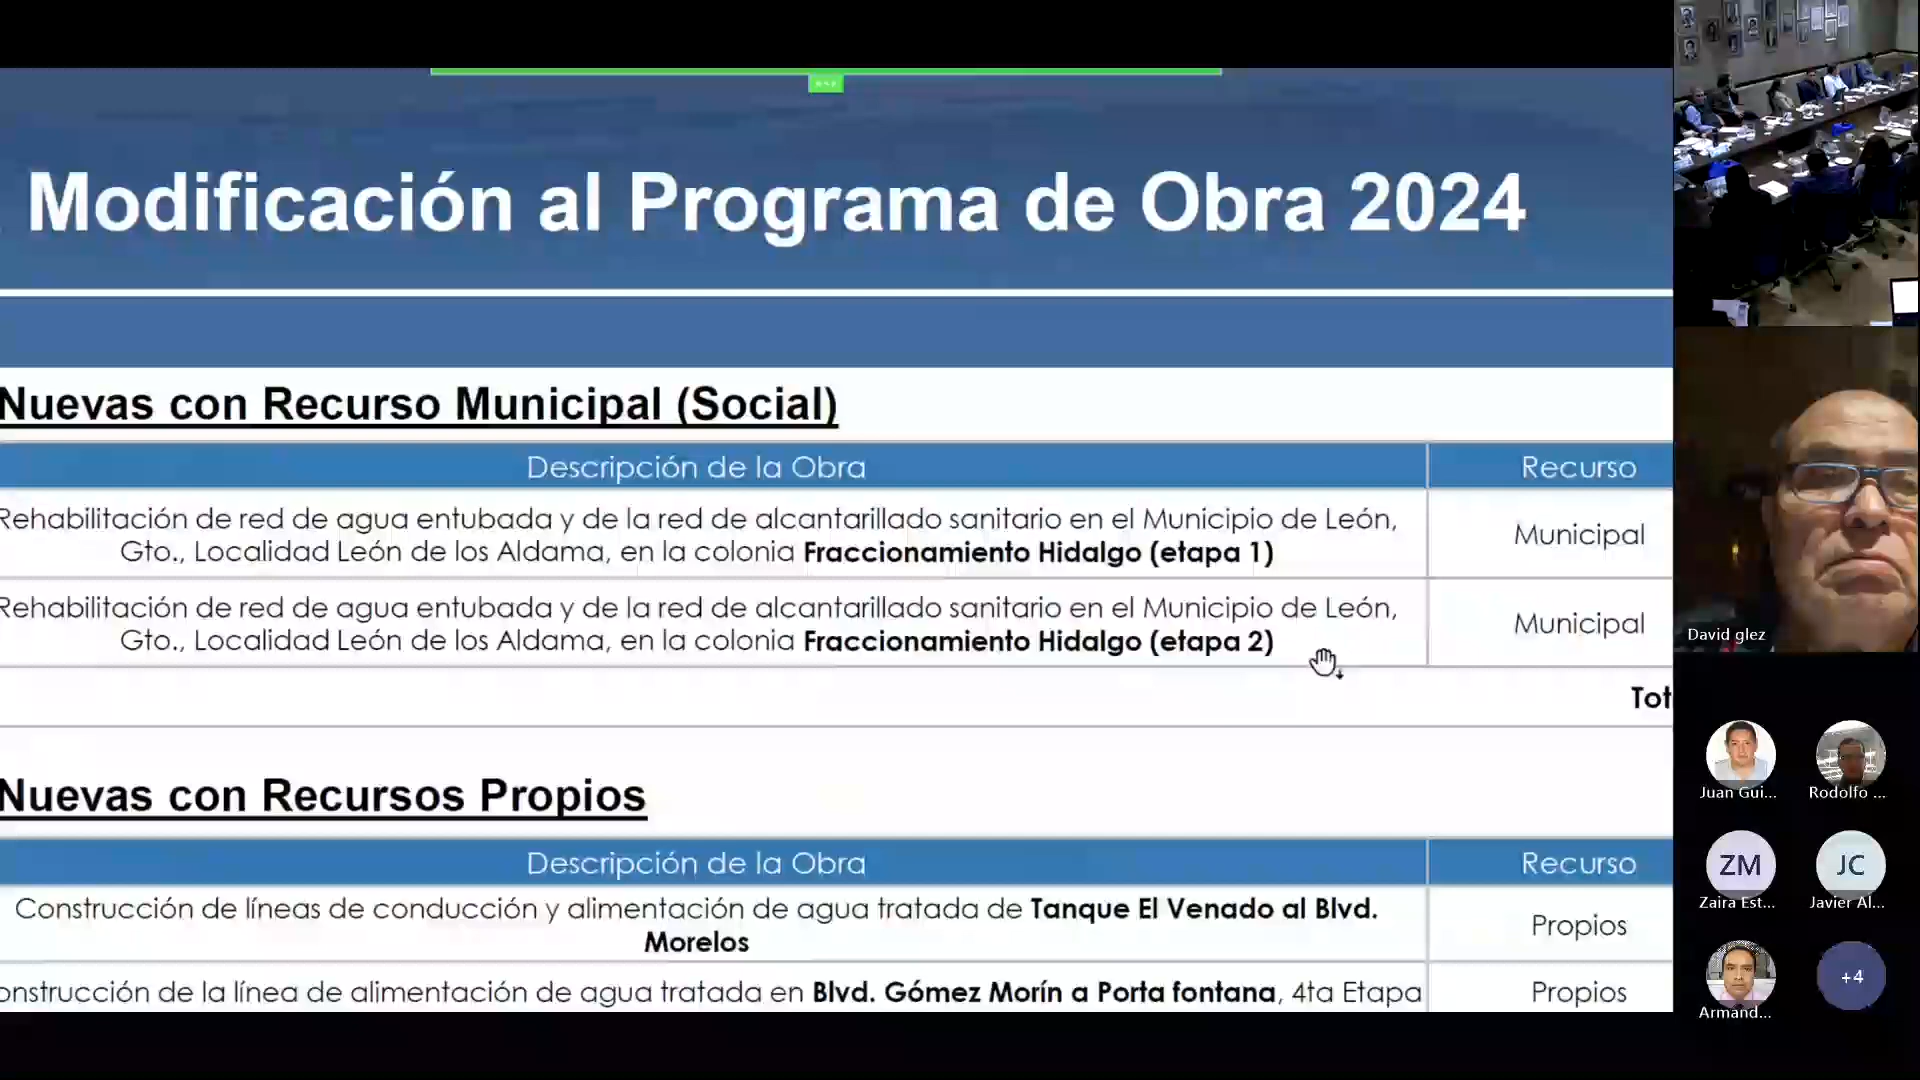 Modificación al Programa de Obra 2024
Nuevas con Recurso Municipal (Social)
Descripción de la Obra
Recurso
Rehabilitación de red de agua entubada y de la red de alcantarillado sanitario en el Municipio de León,
Gto., Localidad León de los Aldama, en la colonia Fraccionamiento Hidalgo (etapa 1)
Municipal
Rehabilitación de red de agua entubada y de la red de alcantarillado sanitario en el Municipio de León,
Gto., Localidad León de los Aldama, en la colonia Fraccionamiento Hidalgo (etapa 2)
Municipal
Tot
Nuevas con Recursos Propios
Descripción de la Obra
Recurso
Construcción de líneas de conducción y alimentación de agua tratada de Tanque El Venado al Blvd.
Morelos
Propios
onstrucción de la línea de alimentación de agua tratada en Blvd. Gómez Morín a Porta fontana, 4ta Etapa
Propios
David glez
Juan Gui...
Rodolfo ...
ZM
JC
Zaira Est...
Javier Al...
+4
Armand...